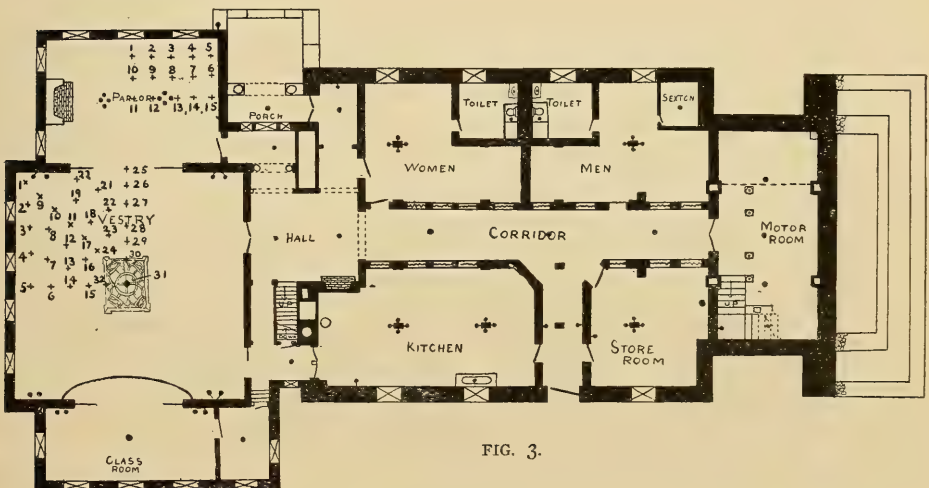 1 2 3 4 5
10 9 8 7 6
PARLOR
11 12 13, 14, 15
PORCH
TOILET
TOILET
SEXT'N
WOMEN
MEN
1
22
21
25
26
2
9
19
22
27
10
11
18
VESTRY
3
8
12
17
23
28
29
4
7
13
16
24
30
31
14
32
5
6
15
HALL
CORRIDOR
MOTOR
ROOM
UP
UP
KITCHEN
STORE
ROOM
CLASS
ROOM
FIG. 3.